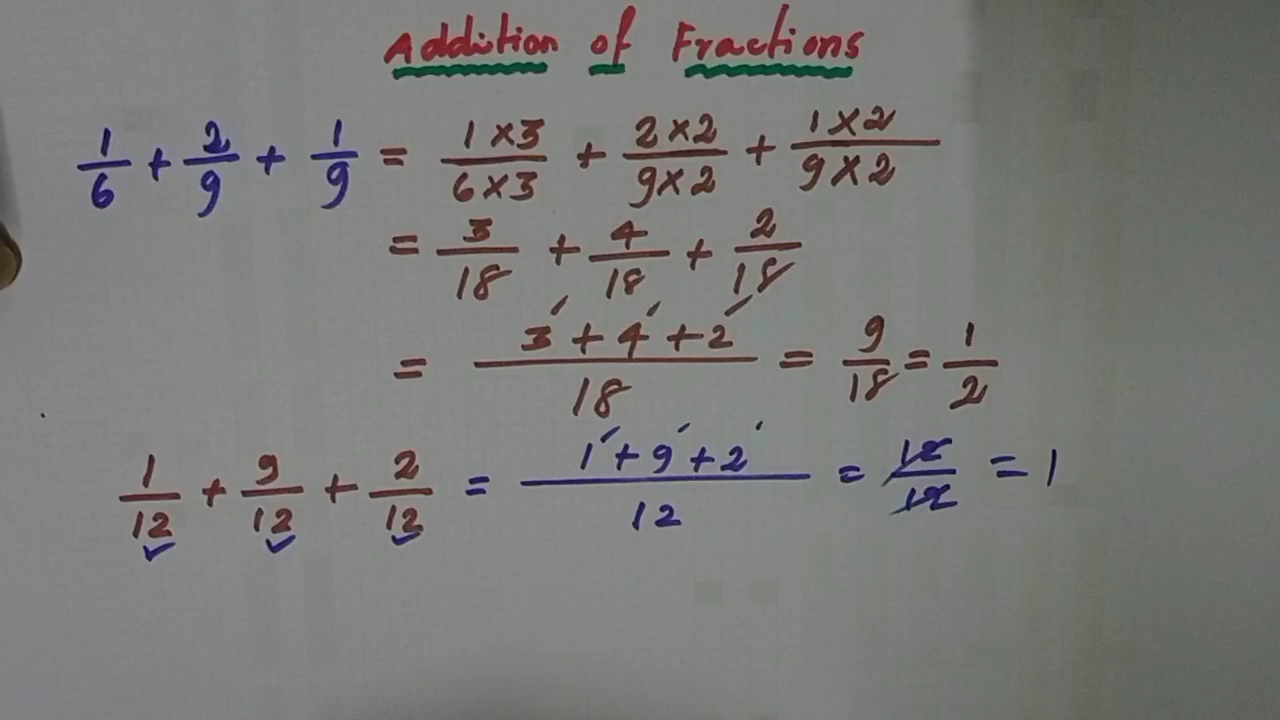 Addition of Fractions
1/6 + 2/9 + 1/9 = 1×3/6×3 + 2×2/9×2 + 1×2/9×2
= 3/18 + 4/18 + 2/18
= 3+4+2/18 = 9/18 = 1/2
1/12 + 9/12 + 2/12 = 1+9+2/12 = 12/12 = 1